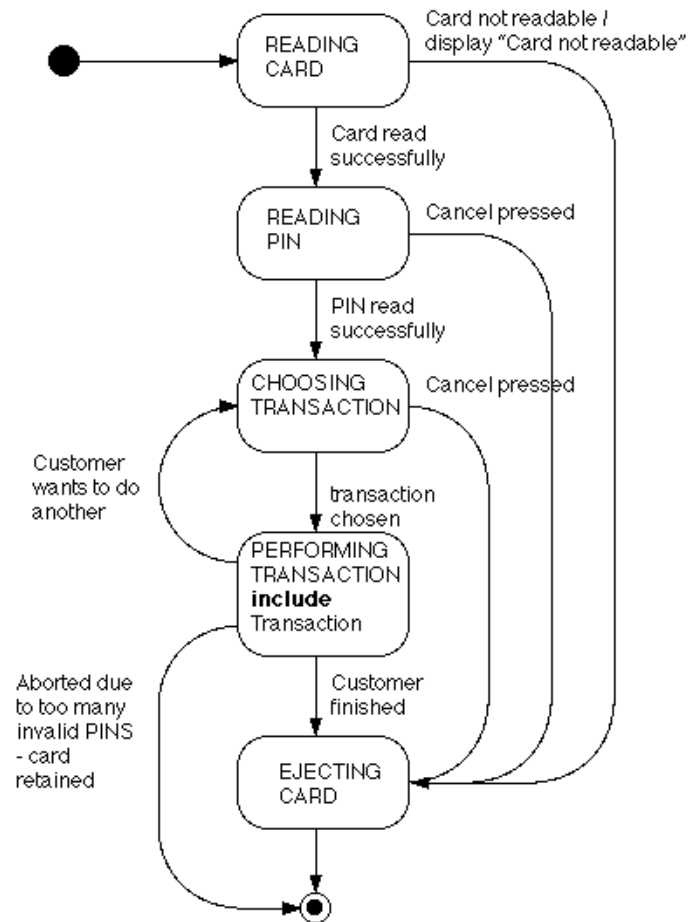 READING
CARD
Card not readable /
display "Card not readable"
Card read
successfully
READING
PIN
Cancel pressed
PIN read
successfully
CHOOSING
TRANSACTION
Cancel pressed
Customer
wants to do
another
transaction
chosen
PERFORMING
TRANSACTION
include
Transaction
Aborted due
to too many
invalid PINS
- card
retained
Customer
finished
EJECTING
CARD